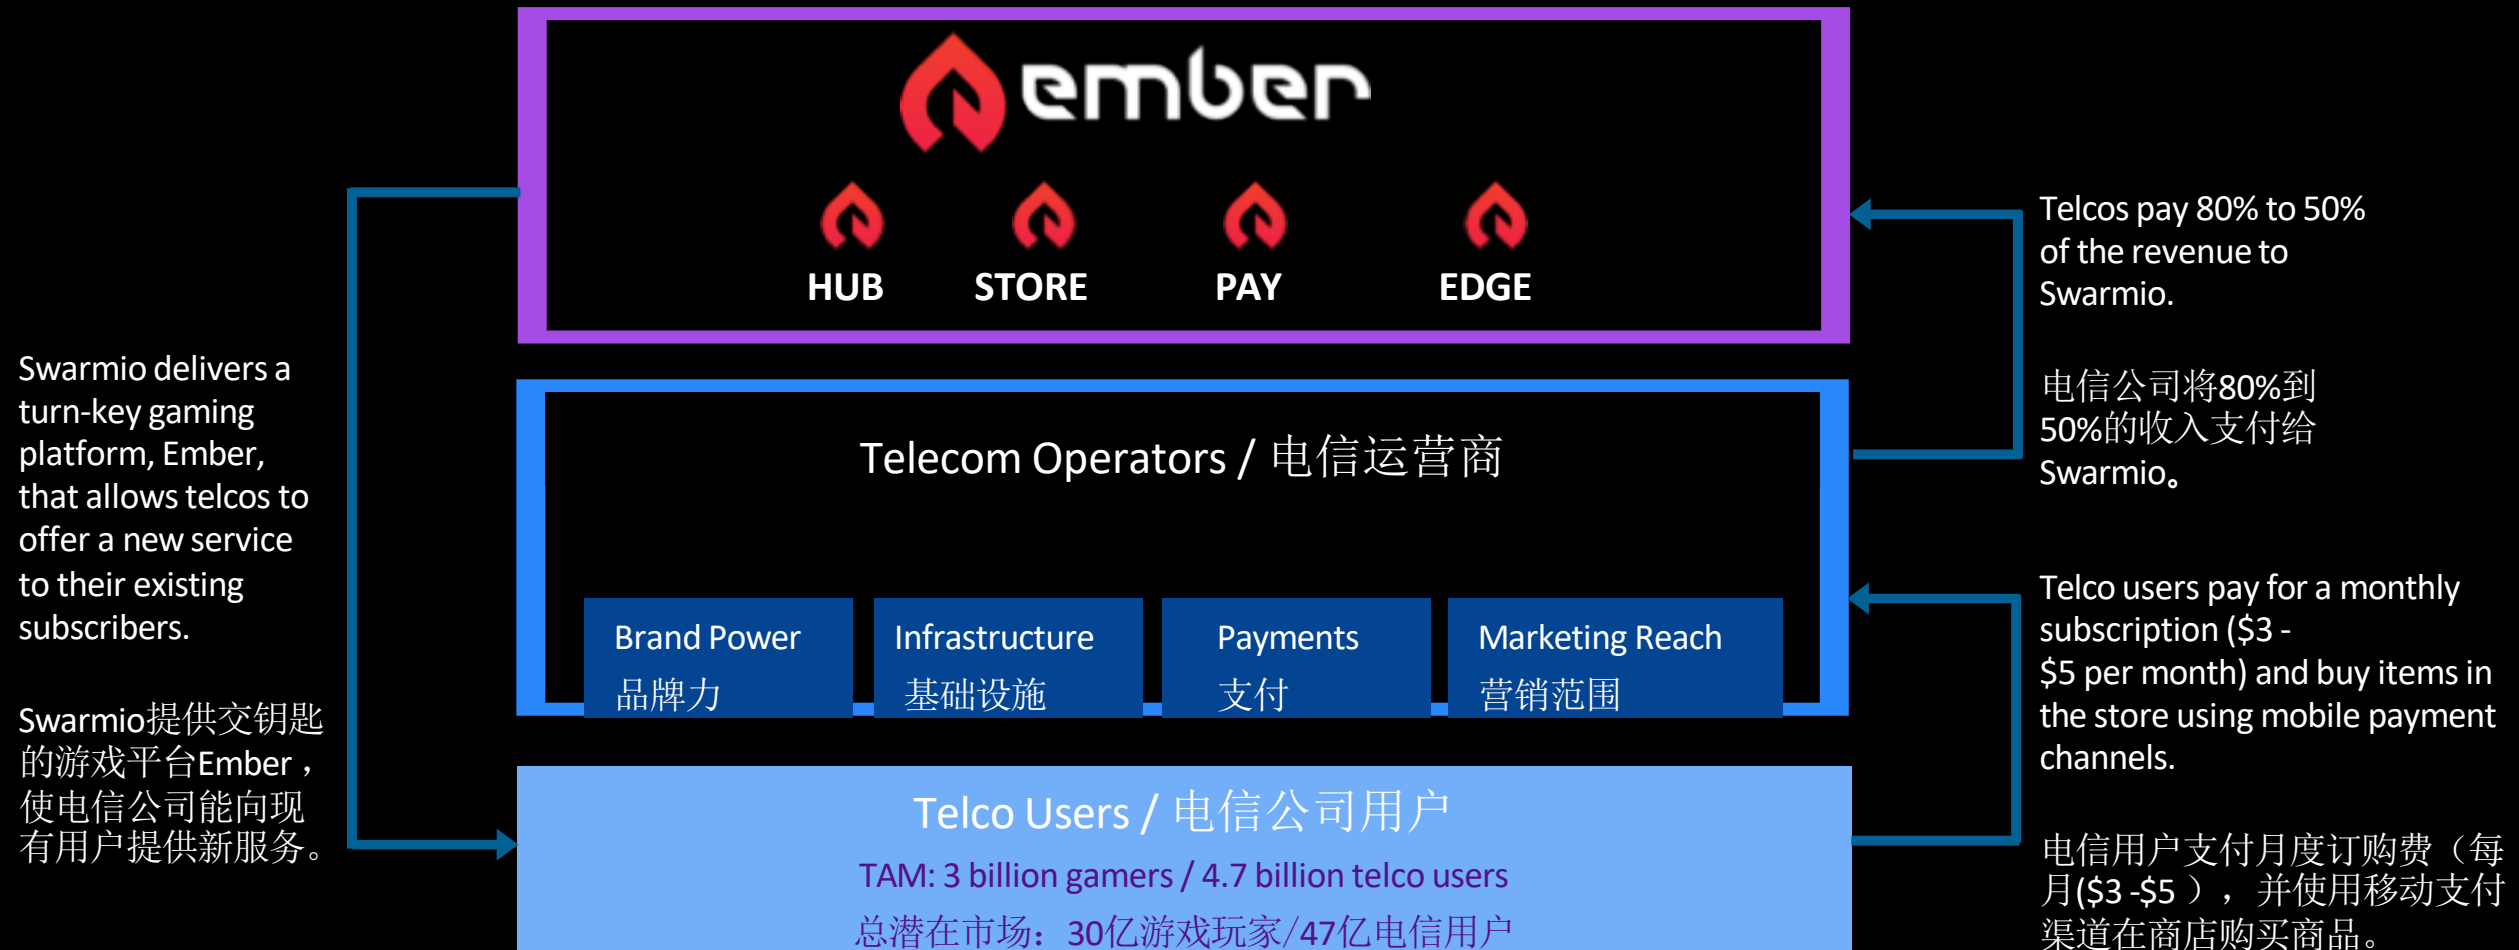 ember
HUB
STORE
PAY
EDGE
Swarmio delivers a
turn-key gaming
platform, Ember,
that allows telcos to
offer a new service
to their existing
subscribers.
Swarmio提供交钥匙
的游戏平台Ember，
使电信公司能向现
有用户提供新服务。
Telecom Operators / 电信运营商
Brand Power
品牌力
Infrastructure
基础设施
Payments
支付
Marketing Reach
营销范围
Telco Users / 电信公司用户
TAM: 3 billion gamers / 4.7 billion telco users
总潜在市场：30亿游戏玩家/47亿电信用户
Telcos pay 80% to 50%
of the revenue to
Swarmio.
电信公司将80%到
50%的收入支付给
Swarmio。
Telco users pay for a monthly
subscription ($3 -
$5 per month) and buy items in
the store using mobile payment
channels.
电信用户支付月度订购费（每
月($3 -$5 ），并使用移动支付
渠道在商店购买商品。